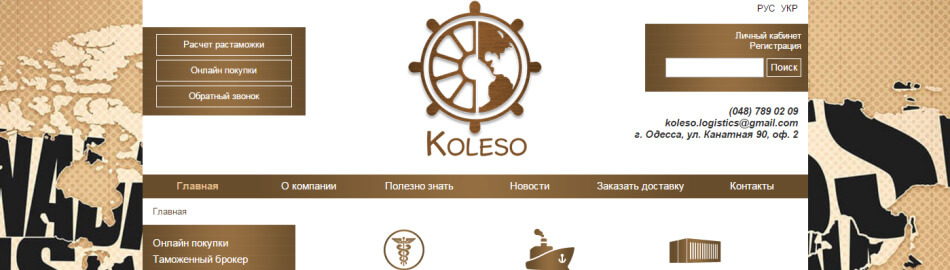 РУС УКР
Расчет растаможки
Онлайн покупки
Обратный звонок
KOLESO
Личный кабинет
Регистрация
Поиск
(048) 789 02 09
koleso.logistics@gmail.com
г. Одесса, ул. Канатная 90, оф. 2
Главная О компании Полезно знать Новости Заказать доставку Контакты
Главная
Онлайн покупки
Таможенный брокер